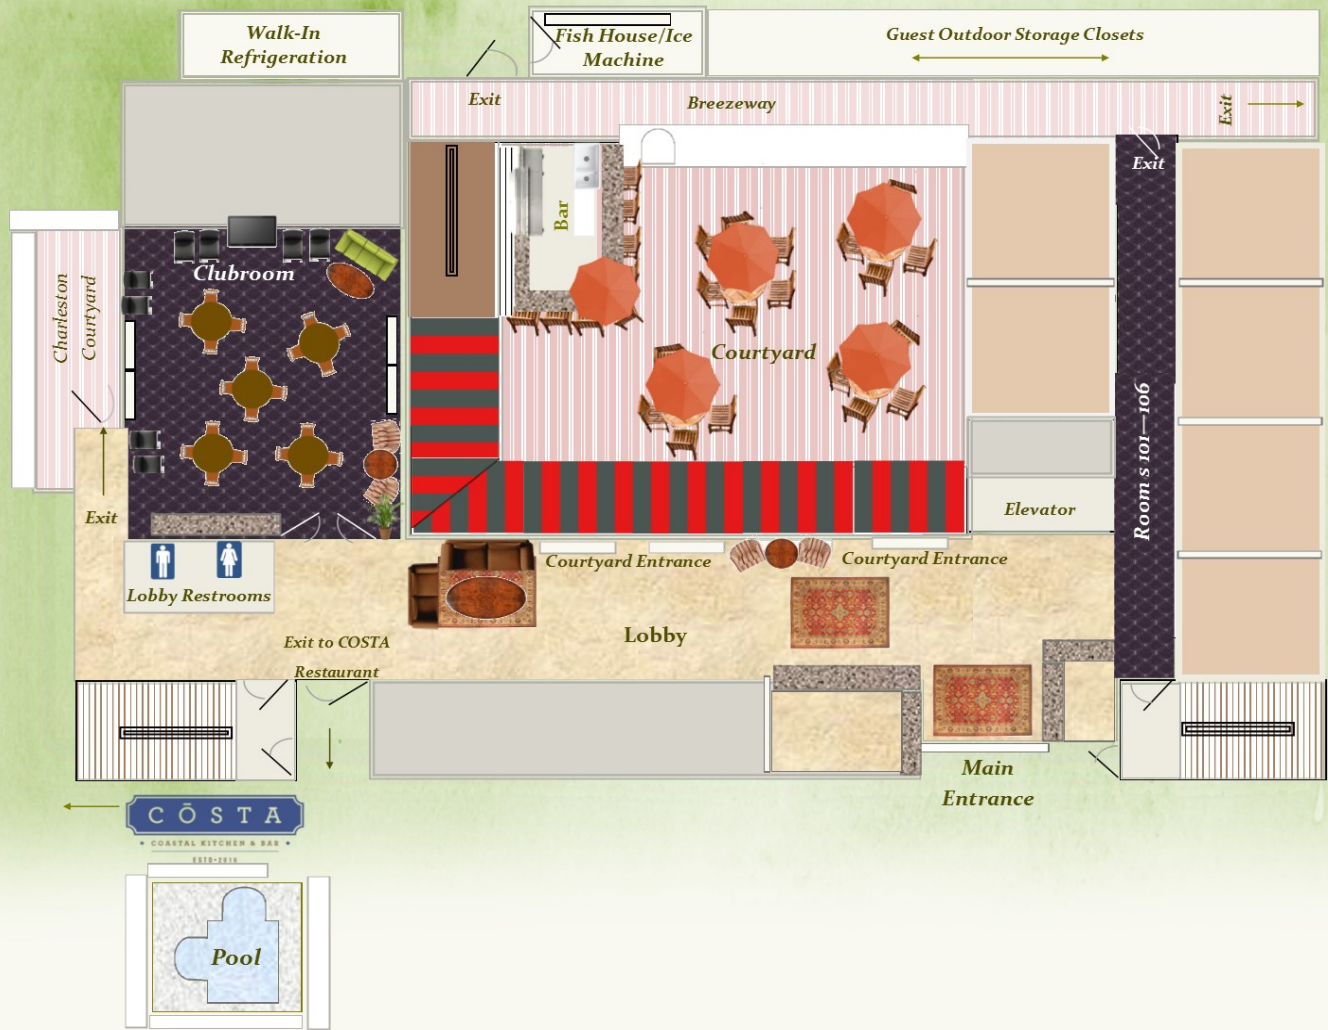 Walk-In
Refrigeration
Fish House/Ice
Machine
Guest Outdoor Storage Closets
Exit
Breezeway
Exit
Exit
Bar
Clubroom
Charleston
Courtyard
Courtyard
Rooms 101—106
Exit
Elevator
Courtyard Entrance
Courtyard Entrance
Lobby Restrooms
Lobby
Exit to COSTA
Restaurant
Main
Entrance
CŌSTA
• COASTAL KITCHEN & BAR •
ESTD•2016
Pool